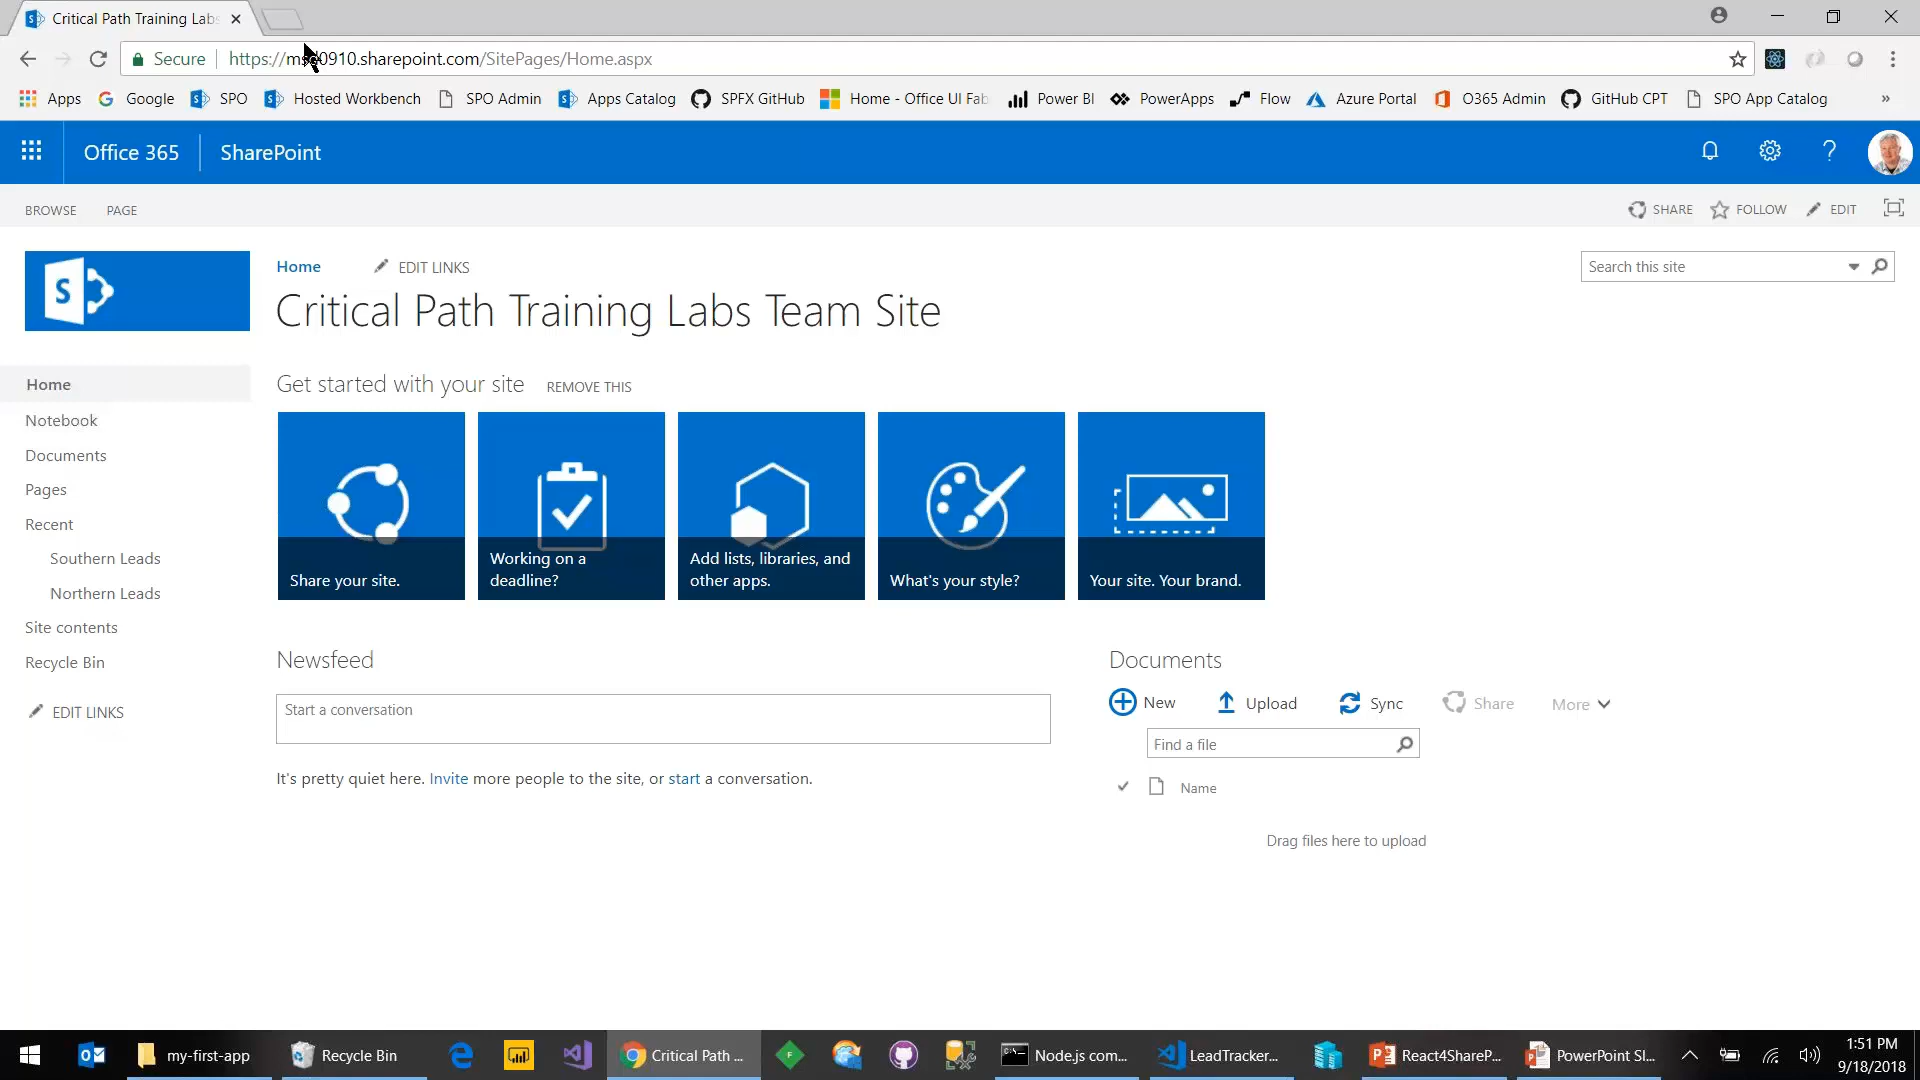 Critical Path Training Labs
Secure
https://msd0910.sharepoint.com/SitePages/Home.aspx
Apps Google SPO Hosted Workbench SPO Admin Apps Catalog SPFX GitHub Home - Office UI Fab Power BI PowerApps Flow Azure Portal O365 Admin GitHub CPT SPO App Catalog »
Office 365 SharePoint ?
BROWSE PAGE SHARE FOLLOW EDIT
Home EDIT LINKS Search this site
Critical Path Training Labs Team Site
Get started with your site REMOVE THIS
Share your site.
Working on a
deadline?
Add lists, libraries, and
other apps.
What's your style?
Your site. Your brand.
Home
Notebook
Documents
Pages
Recent
Southern Leads
Northern Leads
Site contents
Recycle Bin
EDIT LINKS
Newsfeed
Start a conversation
It's pretty quiet here. Invite more people to the site, or start a conversation.
Documents
New Upload Sync Share More
Find a file
Name
Drag files here to upload
my-first-app Recycle Bin Critical Path ... Node.js com... LeadTracker... React4ShareP... PowerPoint Sl...
1:51 PM
9/18/2018